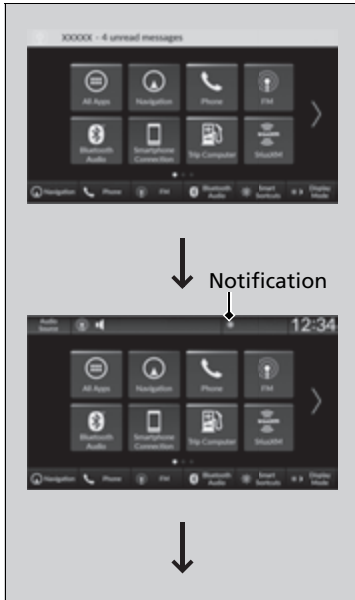 XXXXX - 4 unread messages
All Apps
Navigation
Phone
FM
Bluetooth
Audio
Smartphone
Connection
Trip Computer
SiriusXM
Navigation
Phone
FM
Bluetooth
Audio
Smart
Shortcuts
Display
Mode
Notification
Audio
Source
12:34
All Apps
Navigation
Phone
FM
Bluetooth
Audio
Smartphone
Connection
Trip Computer
SiriusXM
Navigation
Phone
FM
Bluetooth
Audio
Smart
Shortcuts
Display
Mode